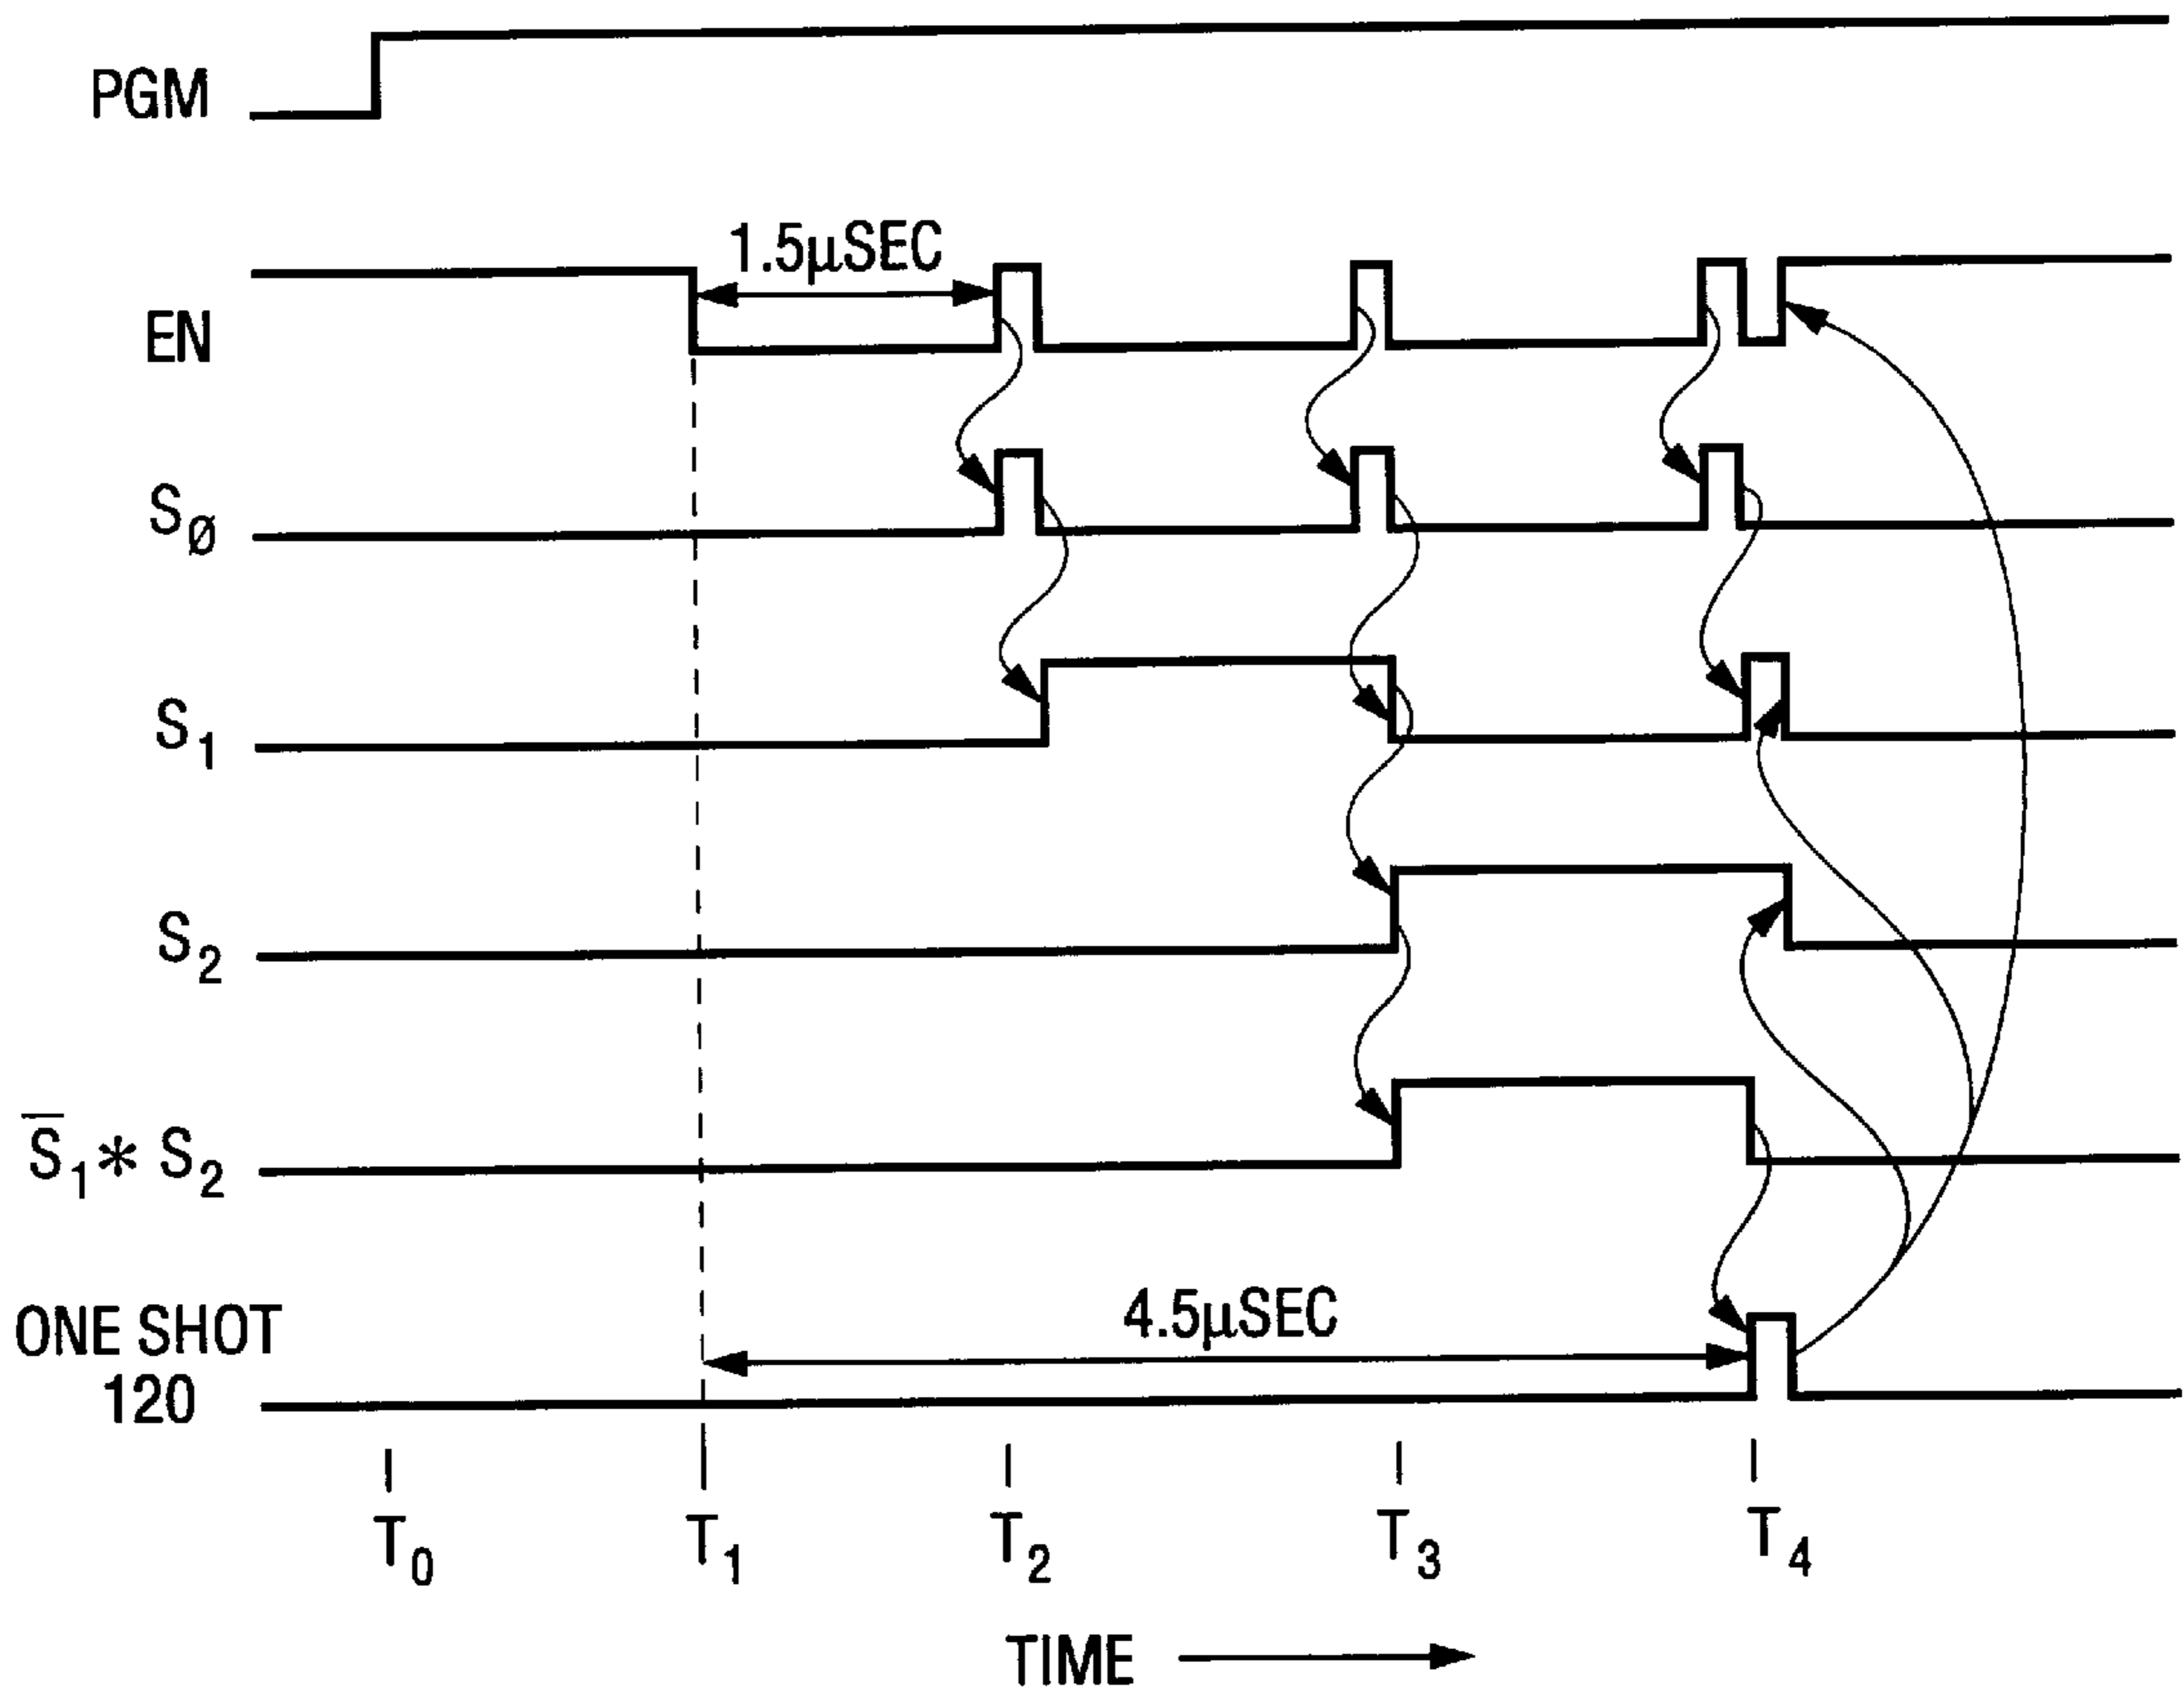 PGM
1.5µSEC
EN
Sø
S1
S2
S̅1 * S2
4.5µSEC
ONE SHOT
120
T0 T1 T2 T3 T4
TIME